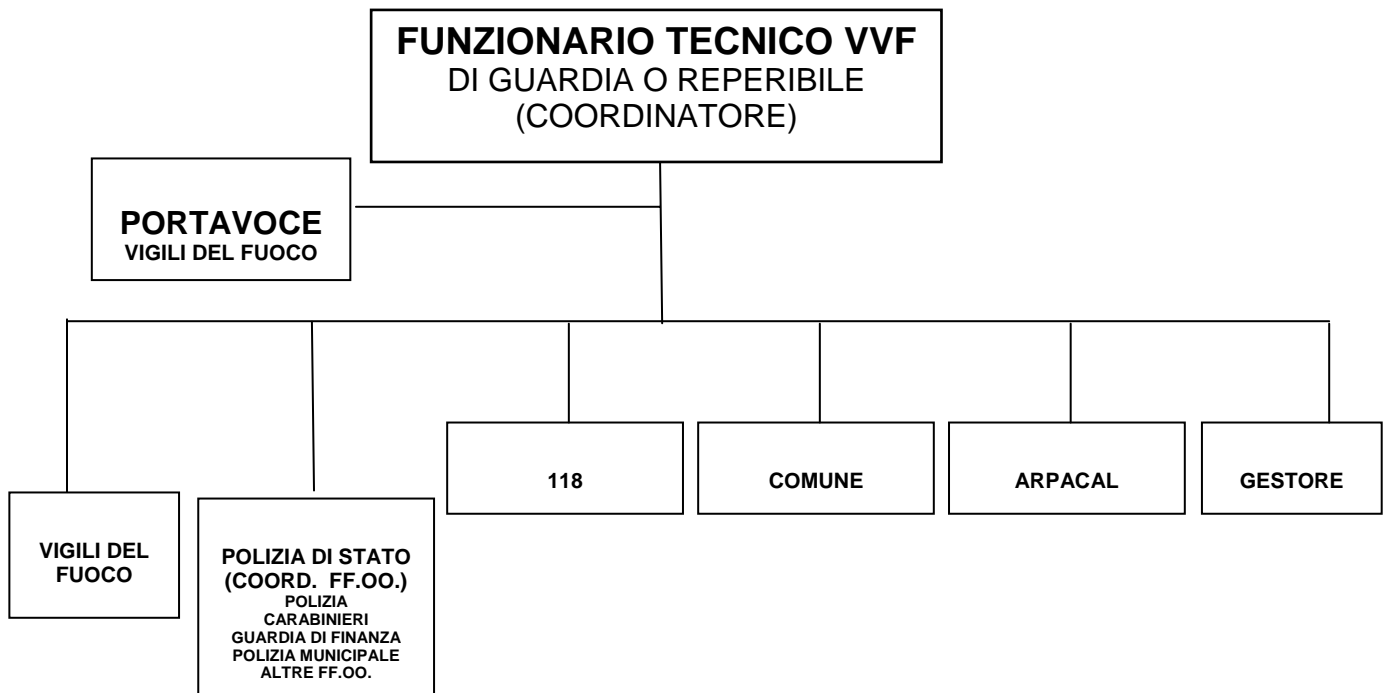 FUNZIONARIO TECNICO VVF
DI GUARDIA O REPERIBILE
(COORDINATORE)
PORTAVOCE
VIGILI DEL FUOCO
118
COMUNE
ARPACAL
GESTORE
VIGILI DEL
FUOCO
POLIZIA DI STATO
(COORD. FF.OO.)
POLIZIA
CARABINIERI
GUARDIA DI FINANZA
POLIZIA MUNICIPALE
ALTRE FF.OO.